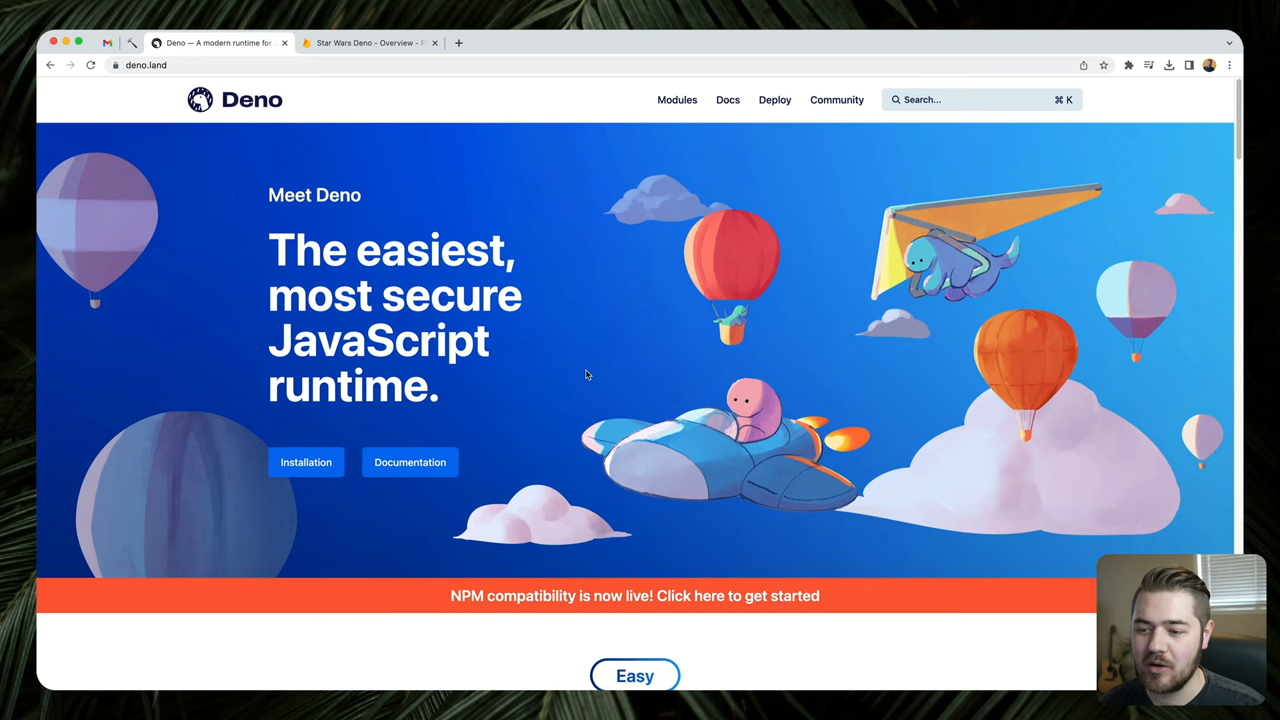 Deno — A modern runtime for
Star Wars Deno - Overview - F
deno.land
Deno
Modules
Docs
Deploy
Community
Search...
⌘ K
Meet Deno
The easiest,
most secure
JavaScript
runtime.
Installation
Documentation
NPM compatibility is now live! Click here to get started
Easy